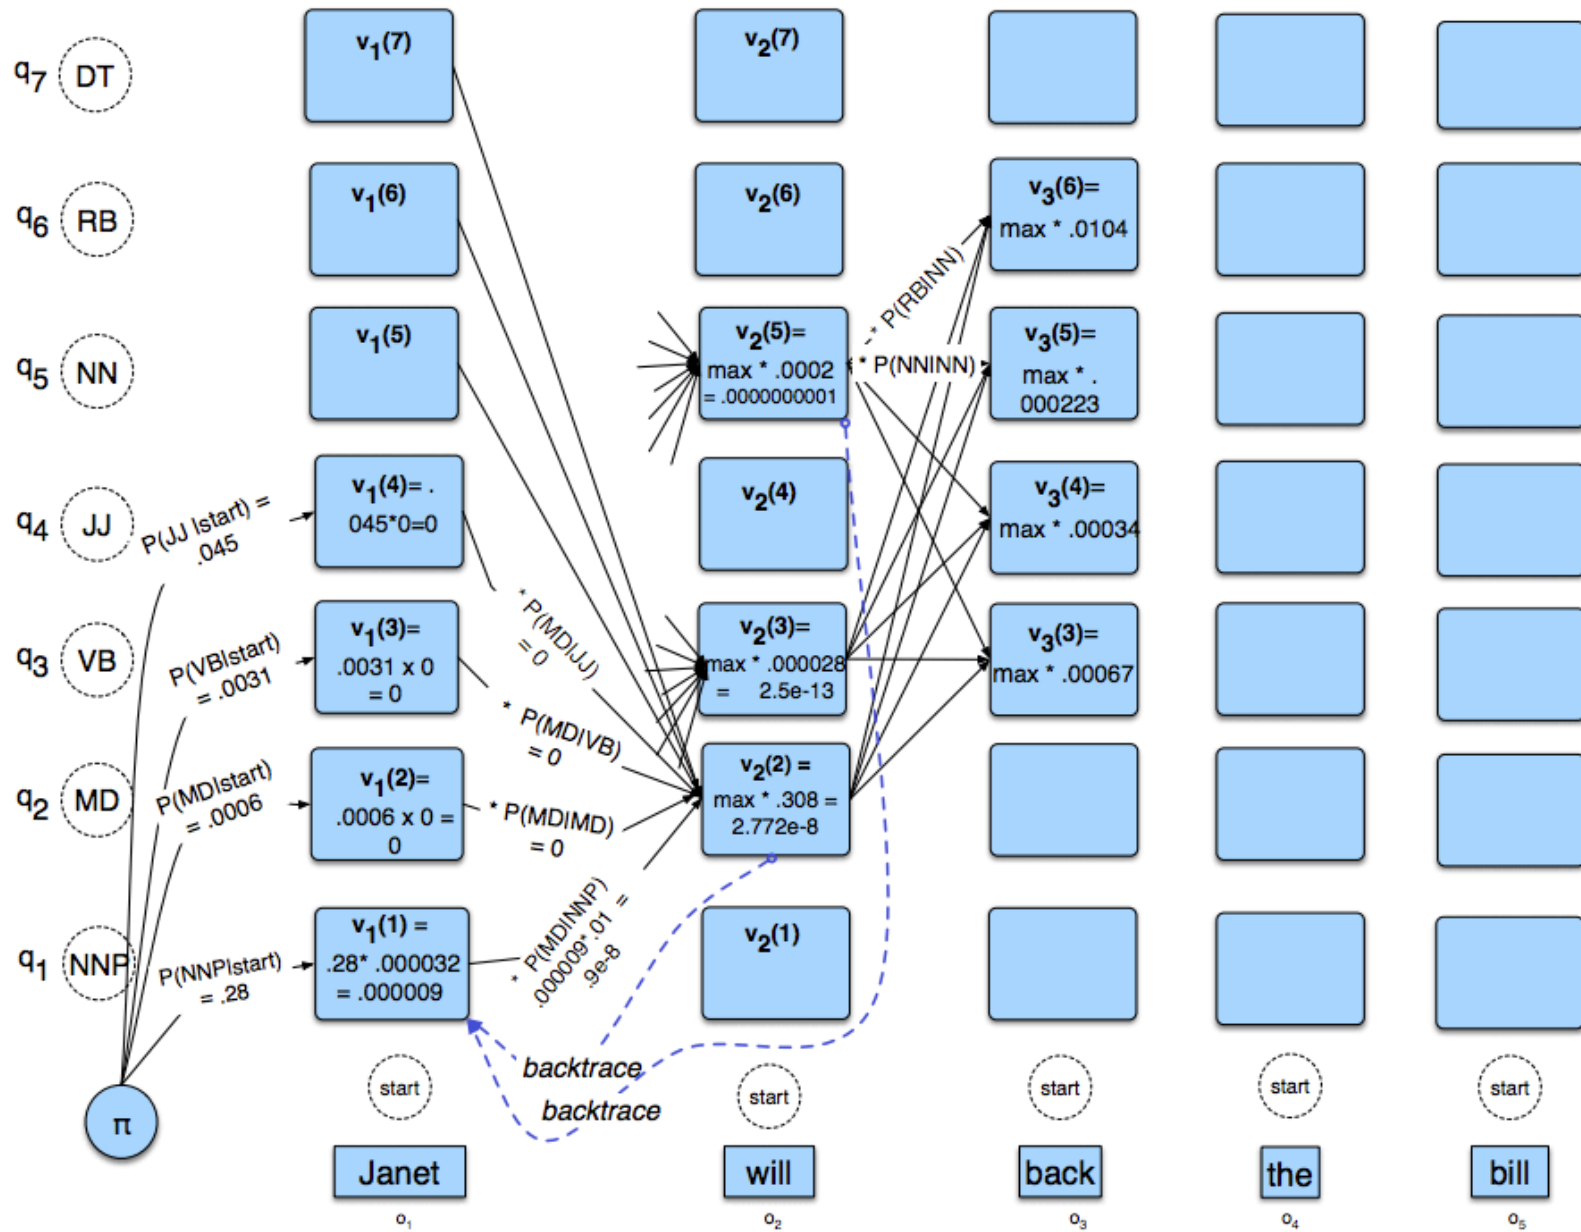 q7 DT
v1(7)
v2(7)
q6 RB
v1(6)
v2(6)
v3(6)=
max * .0104
* P(RB|NN)
q5 NN
v1(5)
v2(5)=
max * .0002
= .0000000001
* P(NN|NN)
v3(5)=
max * .
000223
q4 JJ
P(JJ |start) =
.045
v1(4)= .
045*0=0
* P(MD|JJ)
= 0
v2(4)
v3(4)=
max * .00034
q3 VB
P(VB|start)
= .0031
v1(3)=
.0031 x 0
= 0
* P(MD|VB)
= 0
v2(3)=
max * .000028
= 2.5e-13
v3(3)=
max * .00067
q2 MD
P(MD|start)
= .0006
v1(2)=
.0006 x 0 =
0
* P(MD|MD)
= 0
v2(2) =
max * .308 =
2.772e-8
q1 NNP
P(NNP|start)
= .28
v1(1) =
.28* .000032
= .000009
* P(MD|NNP)
.000009*.01 =
.9e-8
v2(1)
backtrace
backtrace
π
start
start
start
start
start
Janet
will
back
the
bill
o1
o2
o3
o4
o5